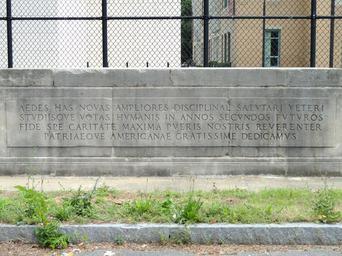 AEDES HAS NOVAS AMPLIORES DISCIPLINAE SALVTARI VETERI
STVDIISQVE VOTAS HVMANIS IN ANNOS SECVNDOS FVTVROS
FIDE SPE CARITATE MAXIMA PVERIS NOSTRIS REVERENTER
PATRIAEQVE AMERICANAE GRATISSIME DEDICAMVS